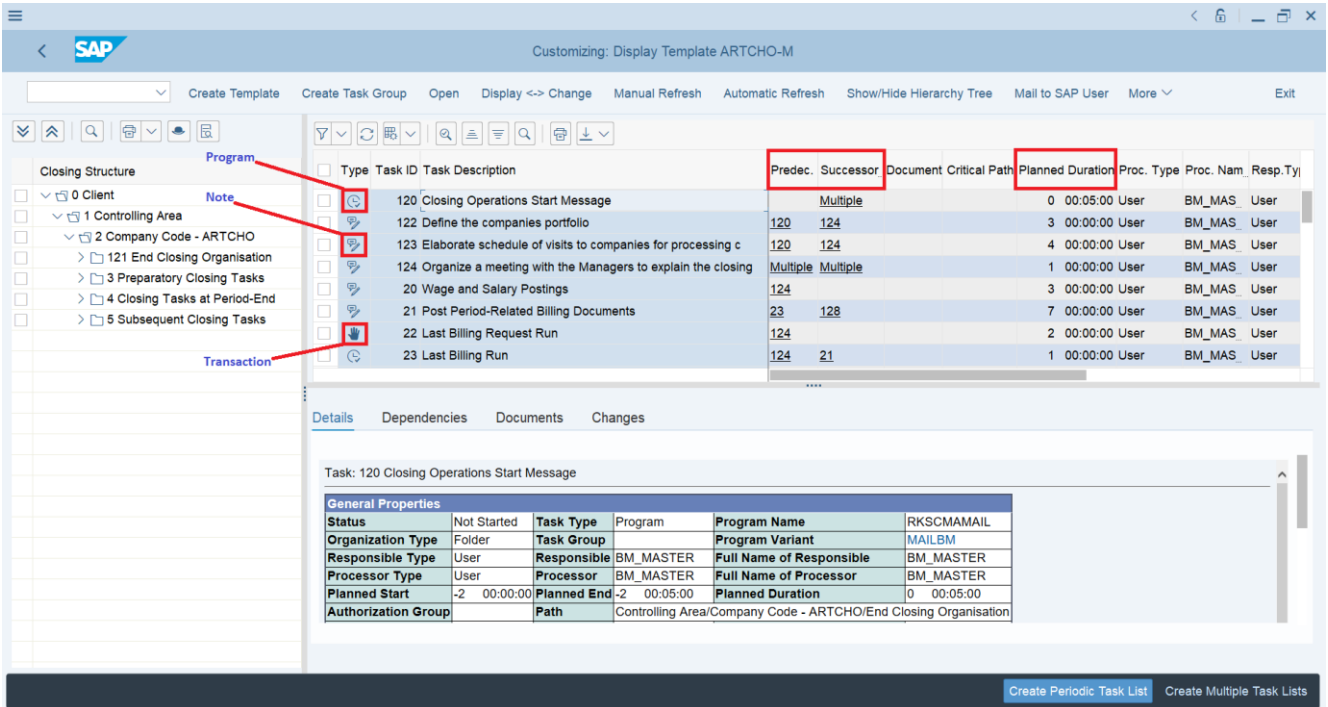 SAP
Customizing: Display Template ARTCHO-M
Create Template Create Task Group Open Display <-> Change Manual Refresh Automatic Refresh Show/Hide Hierarchy Tree Mail to SAP User More Exit
Closing Structure
0 Client
1 Controlling Area
2 Company Code - ARTCHO
121 End Closing Organisation
3 Preparatory Closing Tasks
4 Closing Tasks at Period-End
5 Subsequent Closing Tasks
Program
Note
Transaction
Type Task ID Task Description Predec. Successor Document Critical Path Planned Duration Proc. Type Proc. Nam Resp.Ty
120 Closing Operations Start Message Multiple 0 00:05:00 User BM_MAS User
122 Define the companies portfolio 120 124 3 00:00:00 User BM_MAS User
123 Elaborate schedule of visits to companies for processing c 120 124 4 00:00:00 User BM_MAS User
124 Organize a meeting with the Managers to explain the closing Multiple Multiple 1 00:00:00 User BM_MAS User
20 Wage and Salary Postings 124 3 00:00:00 User BM_MAS User
21 Post Period-Related Billing Documents 23 128 7 00:00:00 User BM_MAS User
22 Last Billing Request Run 124 2 00:00:00 User BM_MAS User
23 Last Billing Run 124 21 1 00:00:00 User BM_MAS User
Details Dependencies Documents Changes
Task: 120 Closing Operations Start Message
General Properties
Status Not Started Task Type Program Program Name RKSCMAMAIL
Organization Type Folder Task Group Program Variant MAILBM
Responsible Type User Responsible BM_MASTER Full Name of Responsible BM_MASTER
Processor Type User Processor BM_MASTER Full Name of Processor BM_MASTER
Planned Start -2 00:00:00 Planned End -2 00:05:00 Planned Duration 0 00:05:00
Authorization Group Path Controlling Area/Company Code - ARTCHO/End Closing Organisation
Create Periodic Task List Create Multiple Task Lists